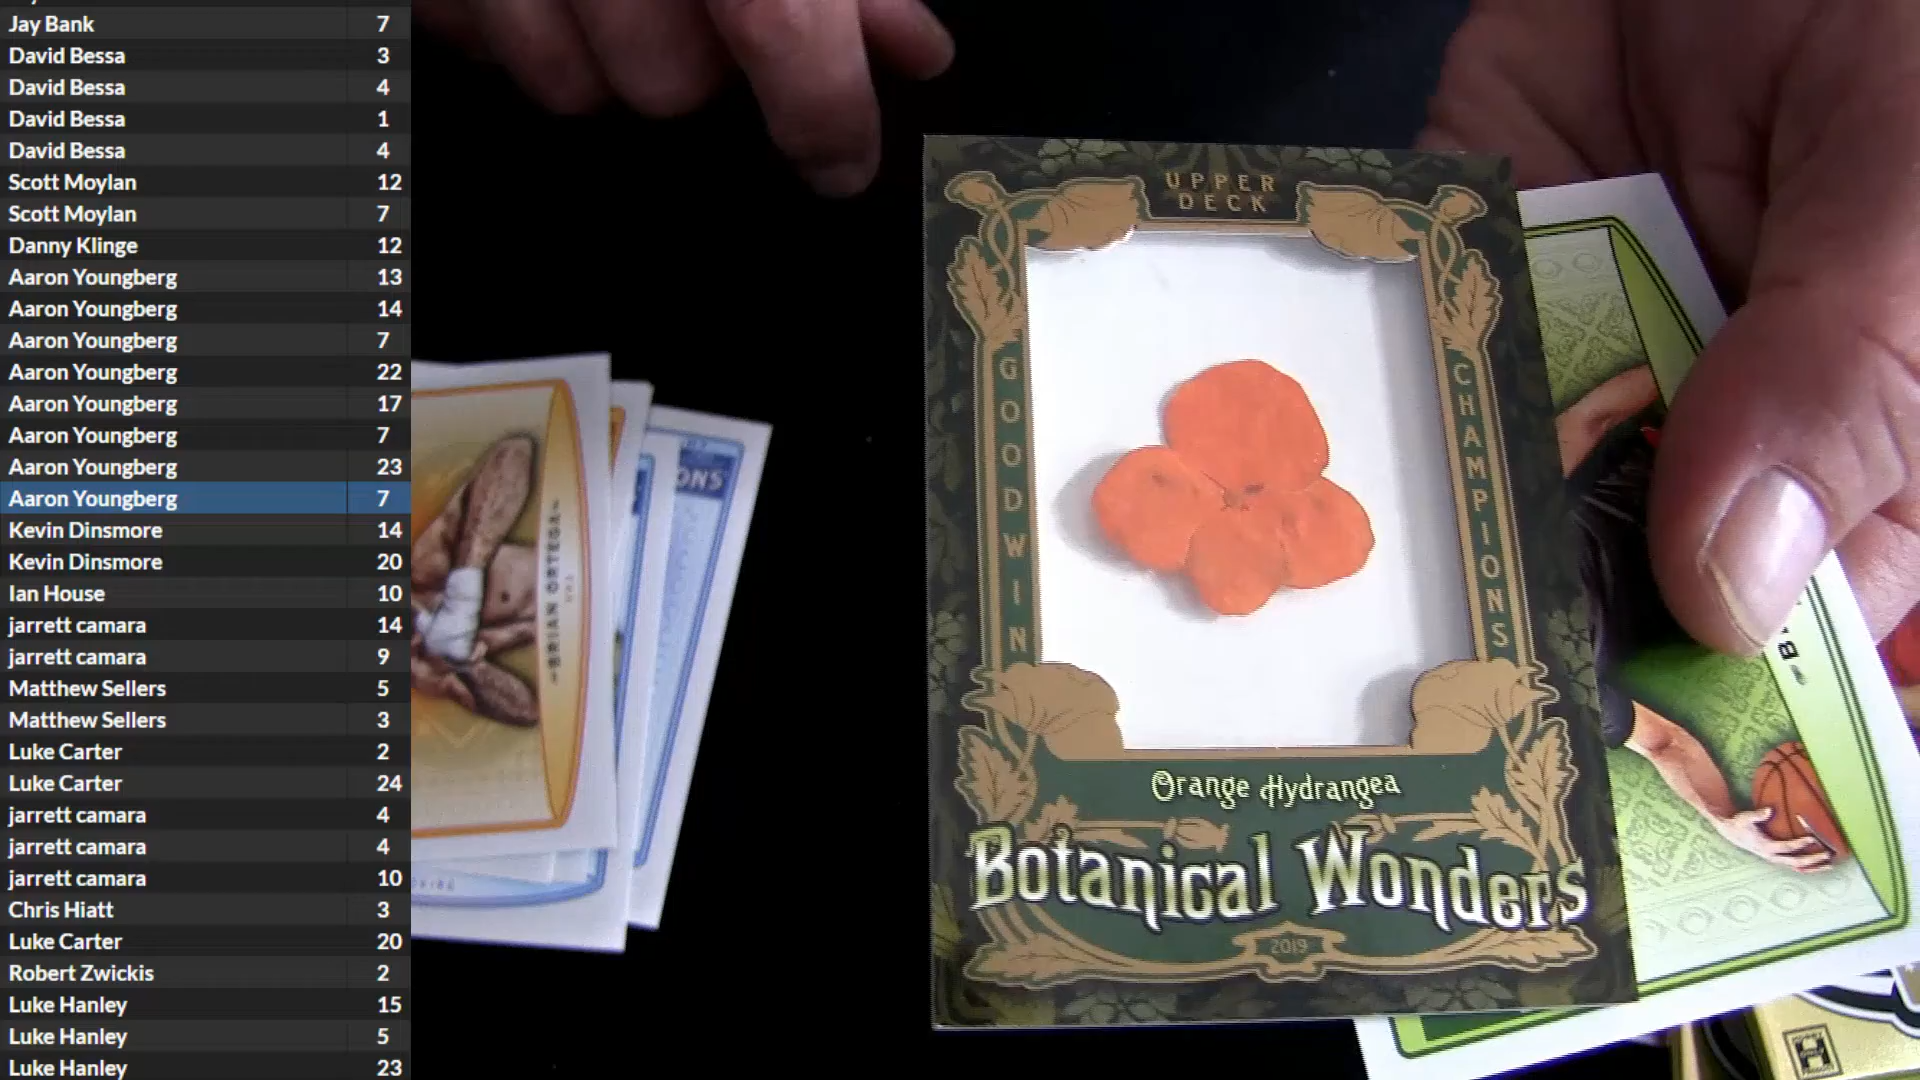 Jay Bank 7
David Bessa 3
David Bessa 4
David Bessa 1
David Bessa 4
Scott Moylan 12
Scott Moylan 7
Danny Klinge 12
Aaron Youngberg 13
Aaron Youngberg 14
Aaron Youngberg 7
Aaron Youngberg 22
Aaron Youngberg 17
Aaron Youngberg 7
Aaron Youngberg 23
Aaron Youngberg 7
Kevin Dinsmore 14
Kevin Dinsmore 20
Ian House 10
jarrett camara 14
jarrett camara 9
Matthew Sellers 5
Matthew Sellers 3
Luke Carter 2
Luke Carter 24
jarrett camara 4
jarrett camara 4
jarrett camara 10
Chris Hiatt 3
Luke Carter 20
Robert Zwickis 2
Luke Hanley 15
Luke Hanley 5
Luke Hanley 23
BRIAN ORTEGA
ONS
UPPER
DECK
GOODWIN
CHAMPIONS
Orange Hydrangea
Botanical Wonders
2019
B.
H